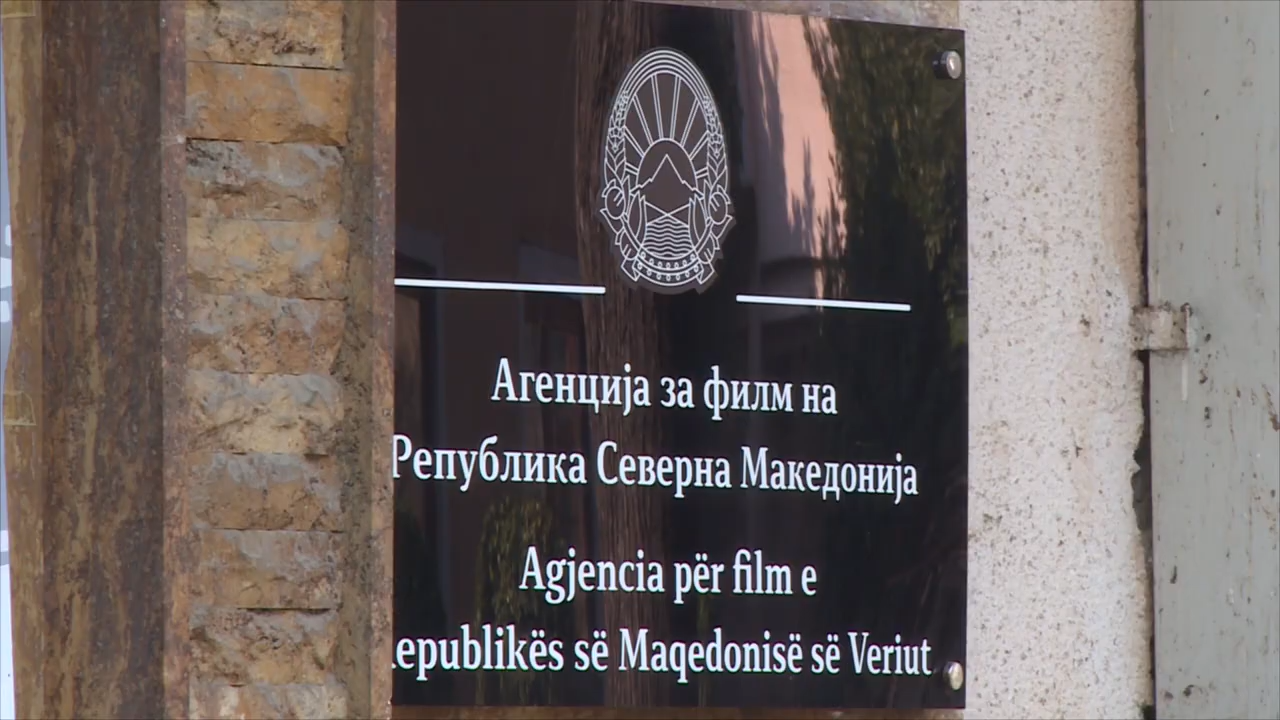 Агенција за филм на
Република Северна Македонија
Agjencia për film e
Republikës së Maqedonisë së Veriut